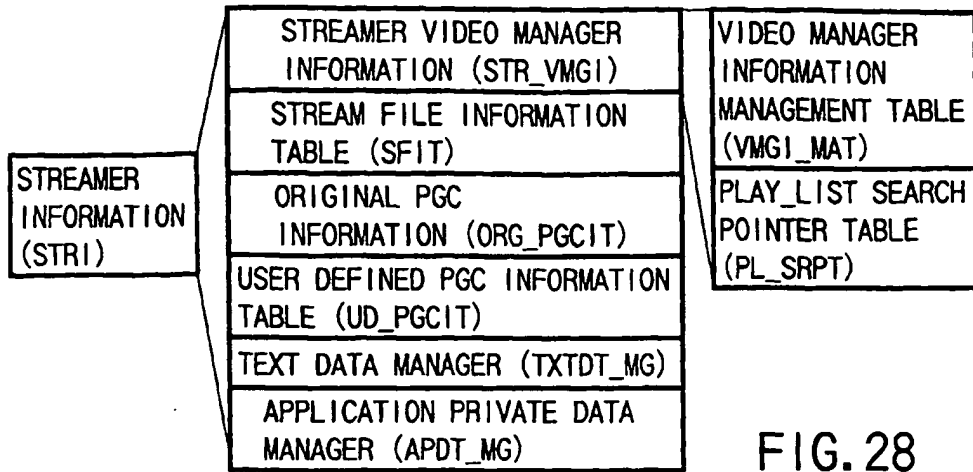 STREAMER
INFORMATION
(STRI)
STREAMER VIDEO MANAGER
INFORMATION (STR_VMGI)
STREAM FILE INFORMATION
TABLE (SFIT)
ORIGINAL PGC
INFORMATION (ORG_PGCIT)
USER DEFINED PGC INFORMATION
TABLE (UD_PGCIT)
TEXT DATA MANAGER (TXTDT_MG)
APPLICATION PRIVATE DATA
MANAGER (APDT_MG)
VIDEO MANAGER
INFORMATION
MANAGEMENT TABLE
(VMGI_MAT)
PLAY_LIST SEARCH
POINTER TABLE
(PL_SRPT)
FIG. 28